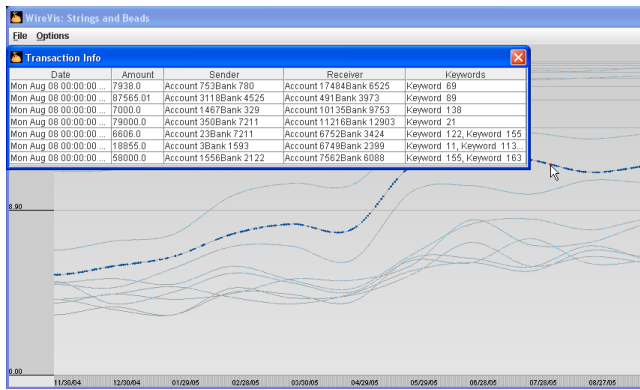 WireVis: Strings and Beads
File Options
Transaction Info
Date Amount Sender Receiver Keywords
Mon Aug 08 00:00:00 ... 7938.0 Account 753Bank 780 Account 17484Bank 6525 Keyword 69
Mon Aug 08 00:00:00 ... 87565.01 Account 3118Bank 4525 Account 491Bank 3973 Keyword 89
Mon Aug 08 00:00:00 ... 7000.0 Account 1467Bank 329 Account 10135Bank 9753 Keyword 138
Mon Aug 08 00:00:00 ... 79000.0 Account 350Bank 7211 Account 11216Bank 12903 Keyword 21
Mon Aug 08 00:00:00 ... 6606.0 Account 23Bank 7211 Account 6752Bank 3424 Keyword 122, Keyword 155
Mon Aug 08 00:00:00 ... 18855.0 Account 3Bank 1593 Account 6749Bank 2399 Keyword 11, Keyword 113...
Mon Aug 08 00:00:00 ... 58000.0 Account 1556Bank 2122 Account 7562Bank 6088 Keyword 155, Keyword 163
8.90
0.00
11/30/04 12/30/04 01/29/05 02/28/05 03/30/05 04/29/05 05/29/05 06/28/05 07/28/05 08/27/05